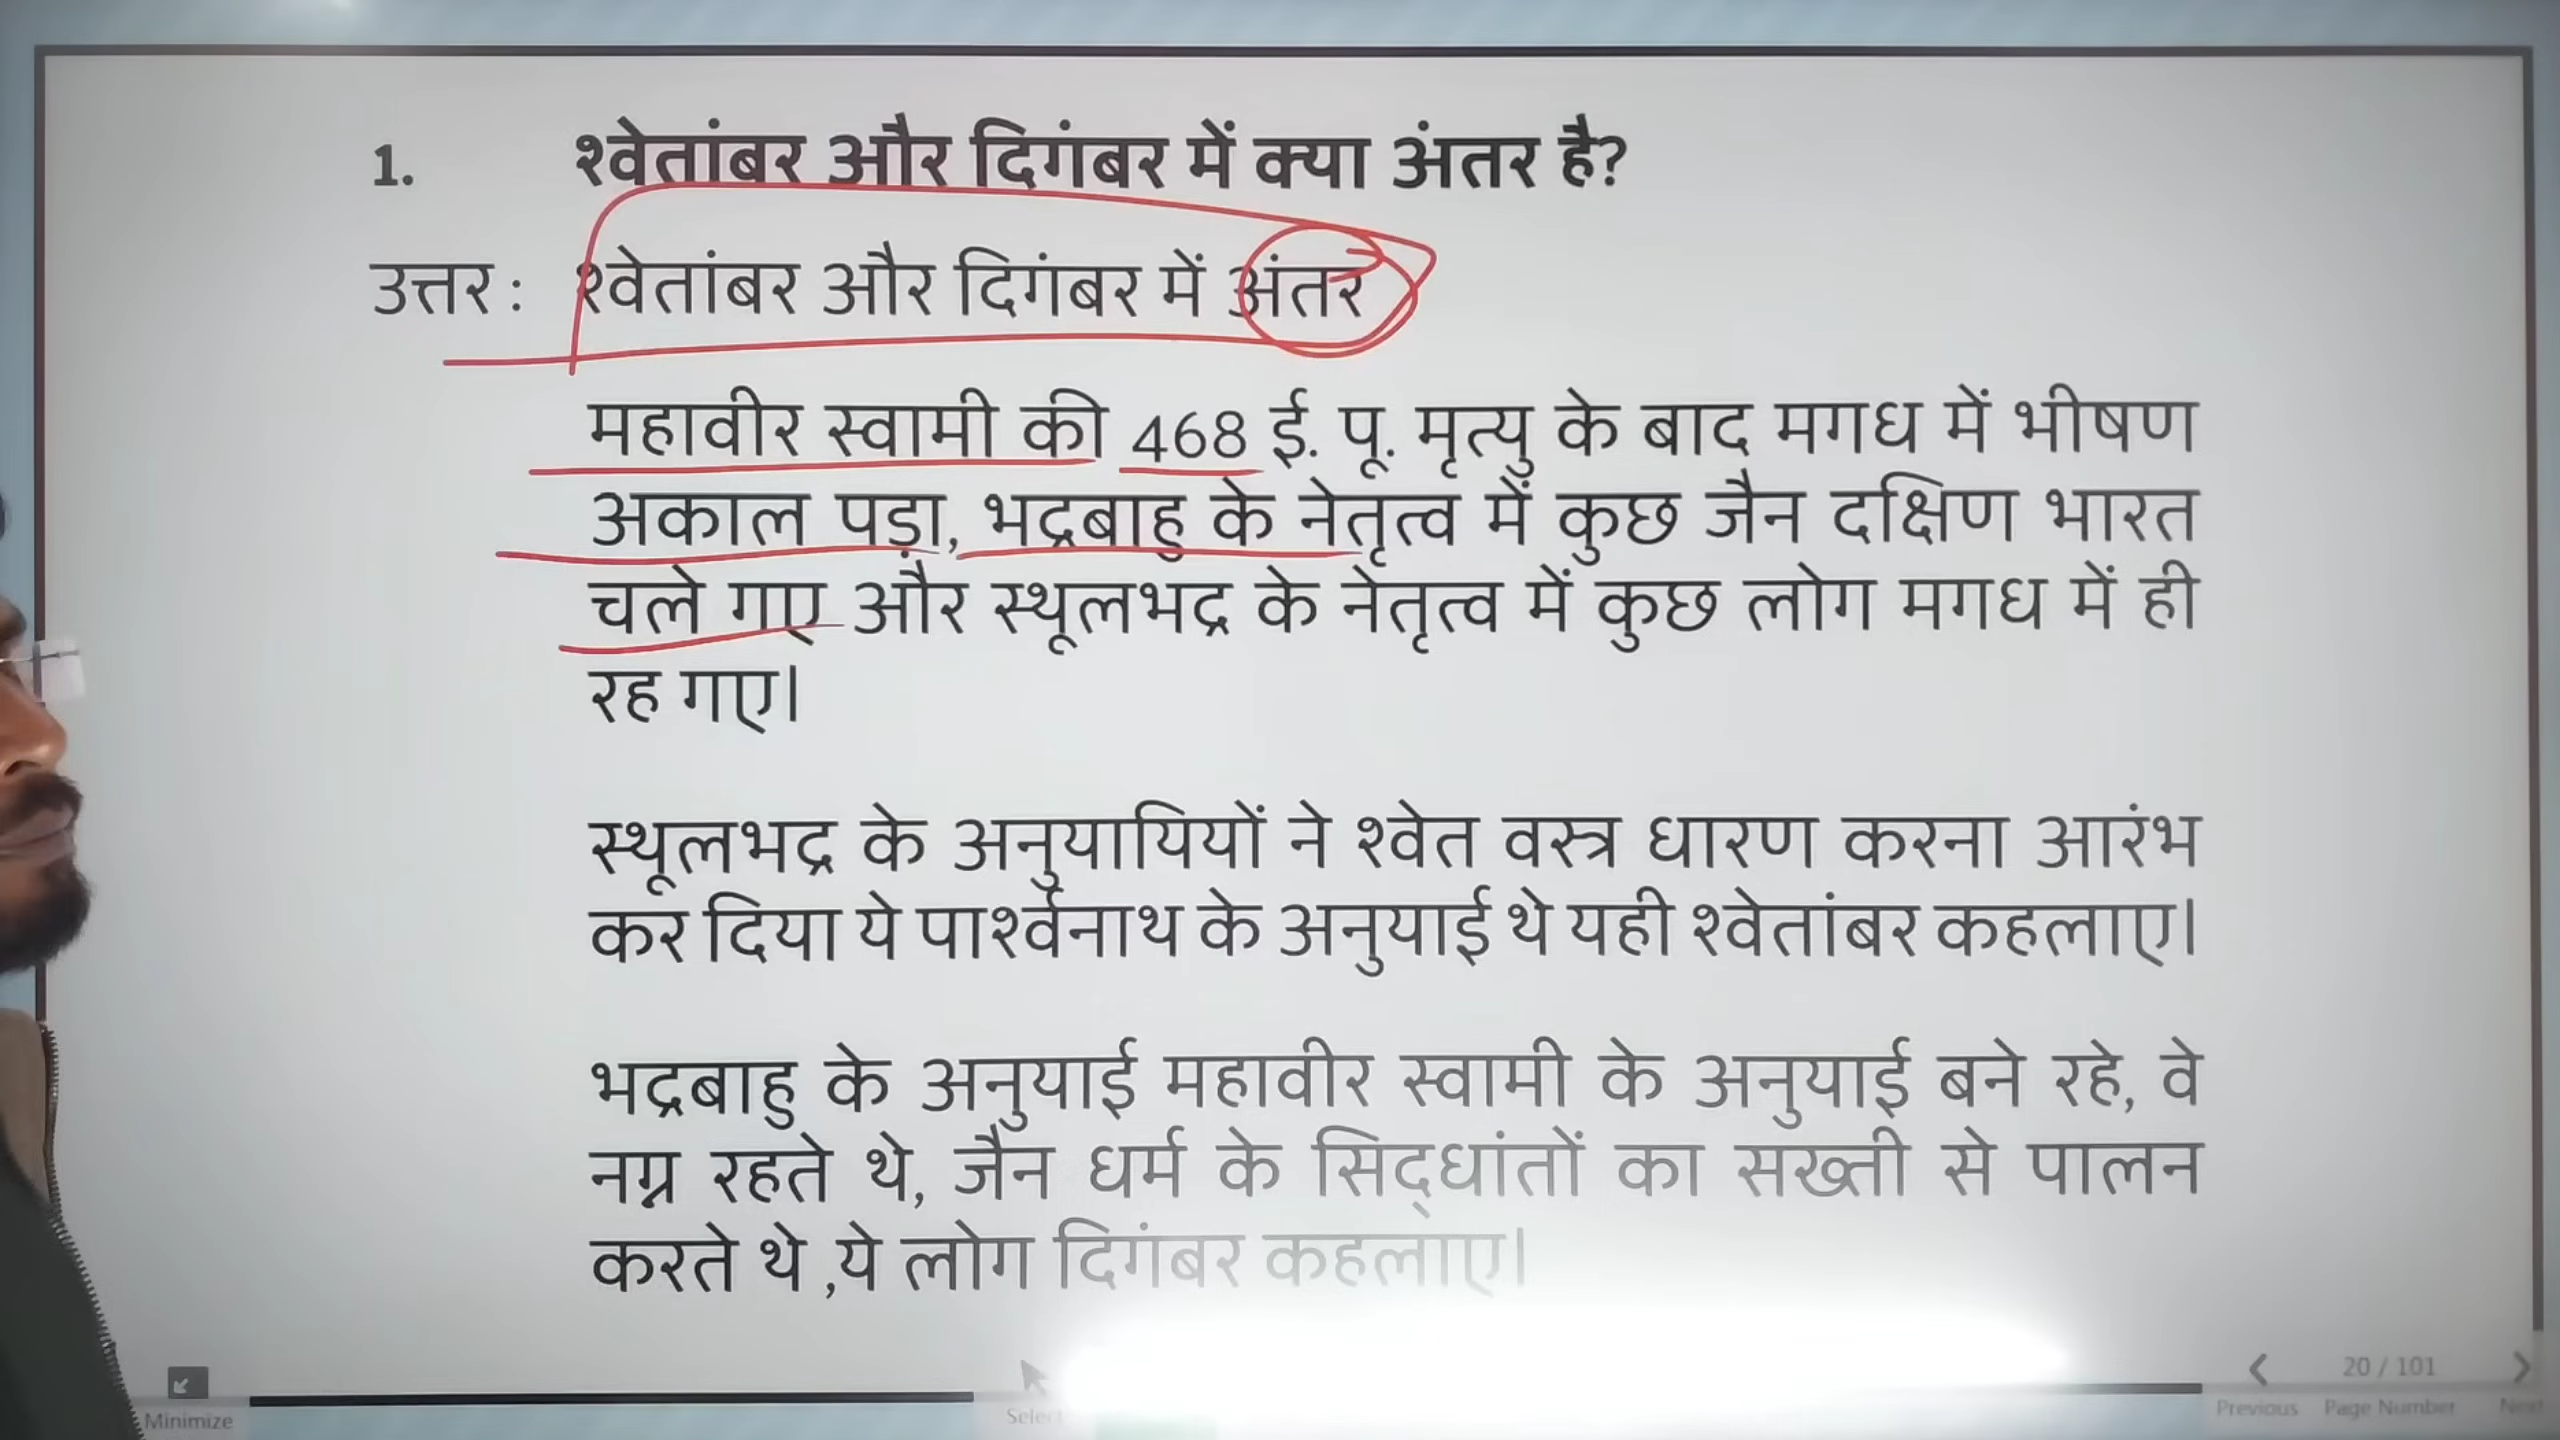 1. श्वेतांबर और दिगंबर में क्या अंतर है?
उत्तर : श्वेतांबर और दिगंबर में अंतर
महावीर स्वामी की 468 ई. पू. मृत्यु के बाद मगध में भीषण
अकाल पड़ा, भद्रबाहु के नेतृत्व में कुछ जैन दक्षिण भारत
चले गए और स्थूलभद्र के नेतृत्व में कुछ लोग मगध में ही
रह गए।
स्थूलभद्र के अनुयायियों ने श्वेत वस्त्र धारण करना आरंभ
कर दिया ये पार्श्वनाथ के अनुयाई थे यही श्वेतांबर कहलाए।
भद्रबाहु के अनुयाई महावीर स्वामी के अनुयाई बने रहे, वे
नग्न रहते थे, जैन धर्म के सिद्धांतों का सख्ती से पालन
करते थे ,ये लोग दिगंबर कहलाए।
20 / 101
Minimize Select Previous Page Number Next